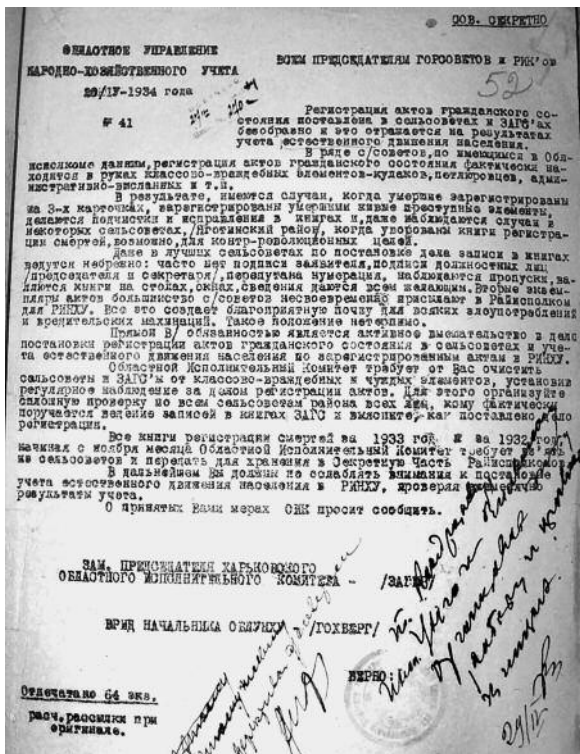 СОВ. СЕКРЕТНО
ОБЛАСТНОЕ УПРАВЛЕНИЕ
НАРОДНО-ХОЗЯЙСТВЕННОГО УЧЕТА
ВСЕМ ПРЕДСЕДАТЕЛЯМ ГОРСОВЕТОВ и РИК'ов
52
1934 года
№ 41
Регистрация актов гражданского со-
стояния поставлена в сельсоветах и ЗАГС'ах
безобразно и это отражается на результатах
учета естественного движения населения.
В ряде с/советов, по имеющимся в Обл-
данным, регистрация актов гражданского состояния фактически на-
ходится в руках классово-враждебных элементов-кулаков, петлюровцев, адми-
нистративно-высланных и т.п.
В результате, имеются случаи, когда умершие зарегистрированы
на 3-х карточках, зарегистрированы умершими живые преступные элементы,
делаются подчистки и исправления в книгах и, даже наблюдаются случаи в
некоторых сельсоветах, /Яготинский район/, когда уворованы книги регистра-
ции смертей, возможно, для контр-революционных целей.
Даже в лучших сельсоветах по постановке дела записи в книгах
ведутся небрежно: часто нет подписи заявителя, подписи должностных лиц
/председателя и секретаря/, перепутана нумерация, наблюдаются пропуски, ва-
ляются книги на столах, окнах, сведения даются всем желающим. Вторые экзем-
пляры актов большинство с/советов несвоевременно присылают в Райисполком
для РИНХУ. Все это создает благоприятную почву для всяких злоупотреблений
и вредительских махинаций. Такое положение нетерпимо.
Прямой В/ обязанностью является активное вмешательство в дело
постановки регистрации актов гражданского состояния в сельсоветах и уче-
та естественного движения населения по зарегистрированным актам в РИНХУ.
Областной Исполнительный Комитет требует от Вас очистить
сельсоветы и ЗАГС'ы от классово-враждебных и чуждых элементов, установив
регулярное наблюдение за делом регистрации актов. Для этого организуйте
сплошную проверку по всем сельсоветам района всех лиц, кому фактически
поручается ведение записей в книгах ЗАГС и выясните, как поставлено дело
регистрации.
Все книги регистрации смертей за 1933 год и за 1932 год
начиная с ноября месяца Областной Исполнительный Комитет требует из'ять
из сельсоветов и передать для хранения в Секретную Часть Райисполкомов
В дальнейшем Вы должны не ослаблять внимания к постановке
учета естественного движения населения в РИНХУ, проверяя ежемесячно
результаты учета.
О принятых Вами мерах ОИК просит сообщить.
ЗАМ. ПРЕДСЕДАТЕЛЯ ХАРЬКОВСКОГО
ОБЛАСТНОГО ИСПОЛНИТЕЛЬНОГО КОМИТЕТА -
ВРИД НАЧАЛЬНИКА ОБЛУНХУ - /ГОХБЕРГ/
ВЕРНО:
Отпечатано 64 экз.
расч. рассылки при
оригинале.